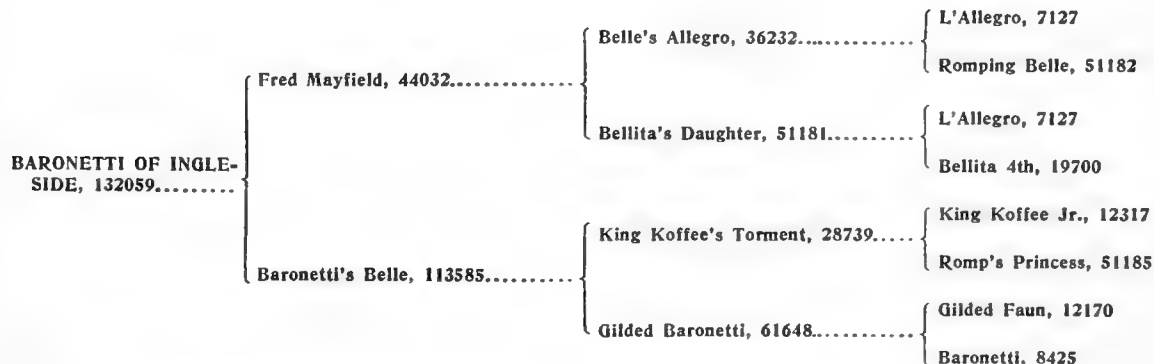 L'Allegro, 7127
Belle's Allegro, 36232
Romping Belle, 51182
Fred Mayfield, 44032
L'Allegro, 7127
Bellita's Daughter, 51181
Bellita 4th, 19700
BARONETTI OF INGLE-
SIDE, 132059
King Koffee Jr., 12317
King Koffee's Torment, 28739
Romp's Princess, 51185
Baronetti's Belle, 113585
Gilded Faun, 12170
Gilded Baronetti, 61648
Baronetti, 8425